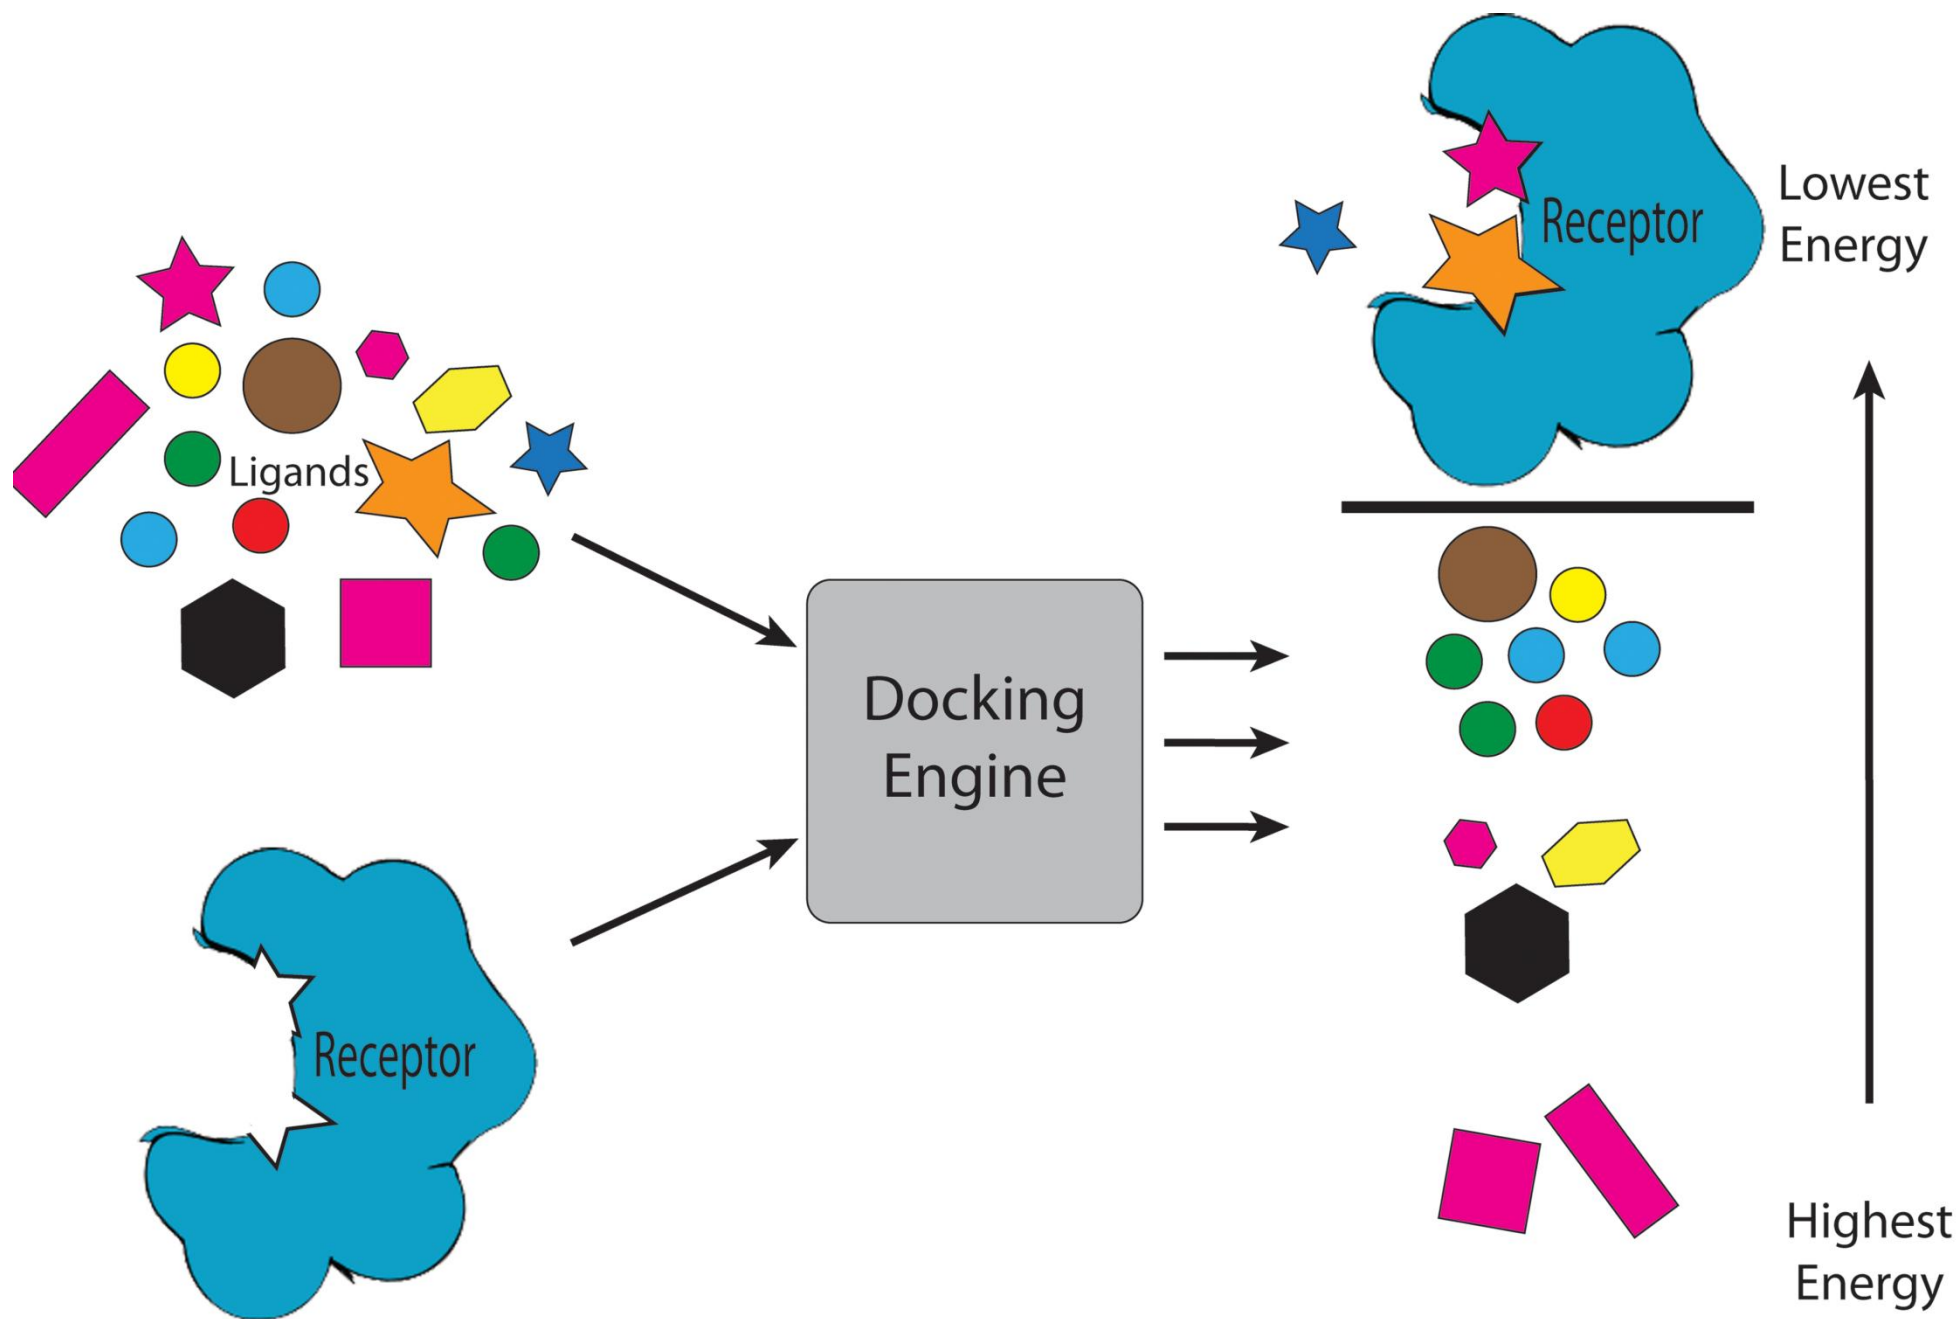 Ligands
Receptor
Docking
Engine
Receptor
Lowest
Energy
Highest
Energy